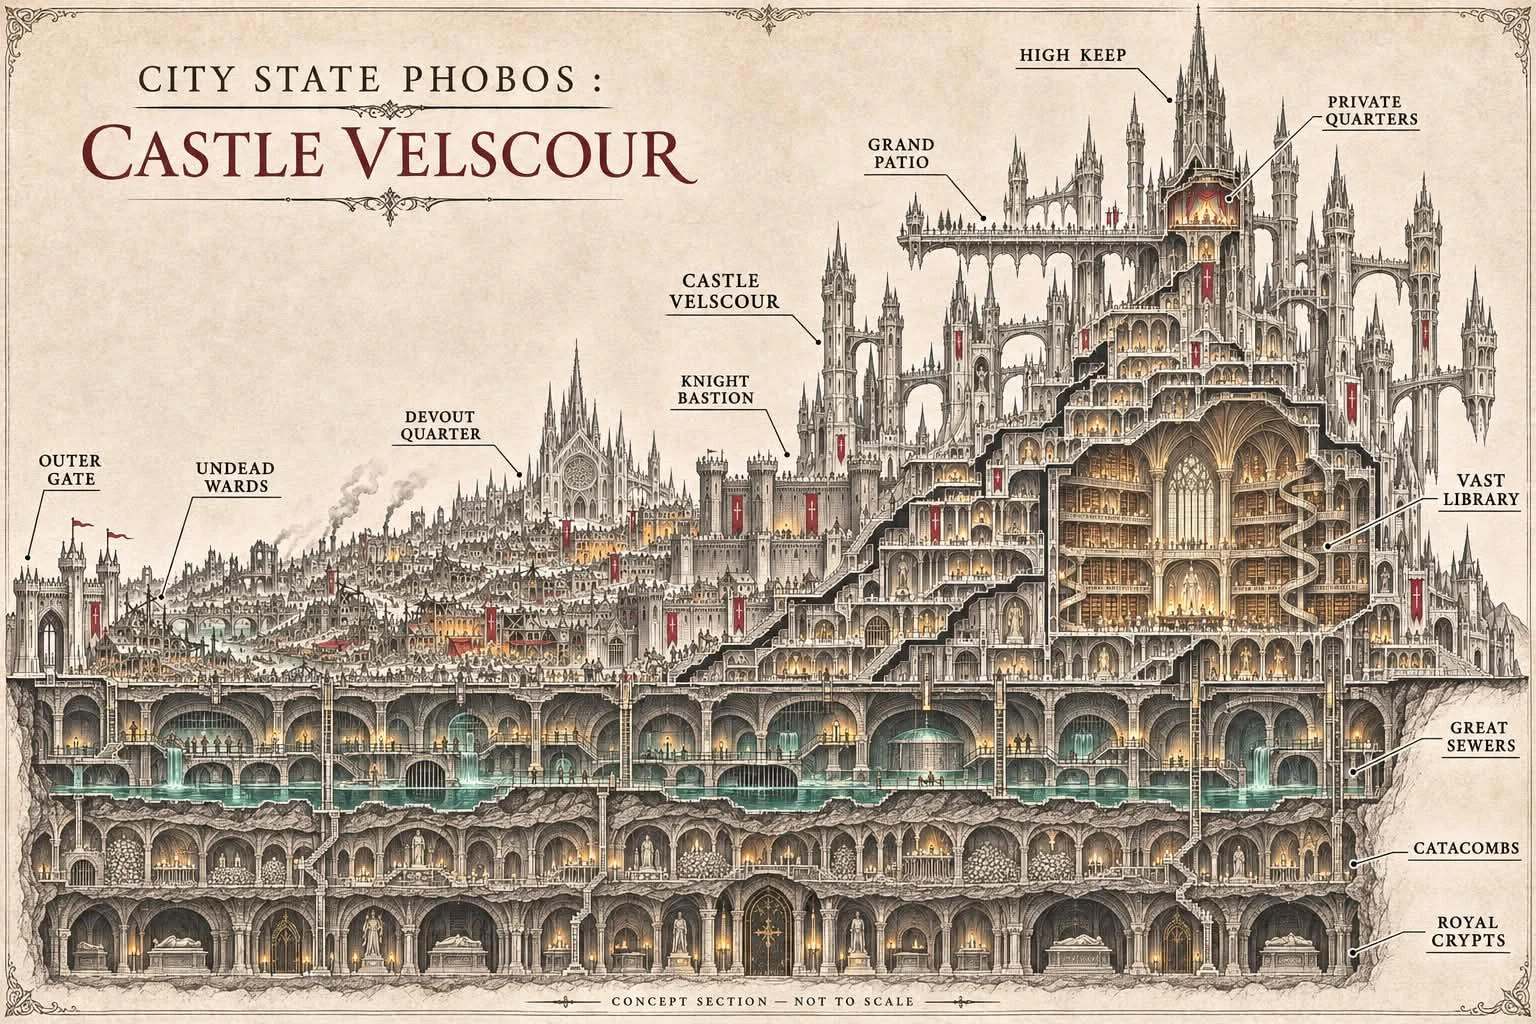 CITY STATE PHOBOS :
CASTLE VELSCOUR
HIGH KEEP
PRIVATE
QUARTERS
GRAND
PATIO
CASTLE
VELSCOUR
KNIGHT
BASTION
DEVOUT
QUARTER
OUTER
GATE
UNDEAD
WARDS
VAST
LIBRARY
GREAT
SEWERS
CATACOMBS
ROYAL
CRYPTS
CONCEPT SECTION — NOT TO SCALE